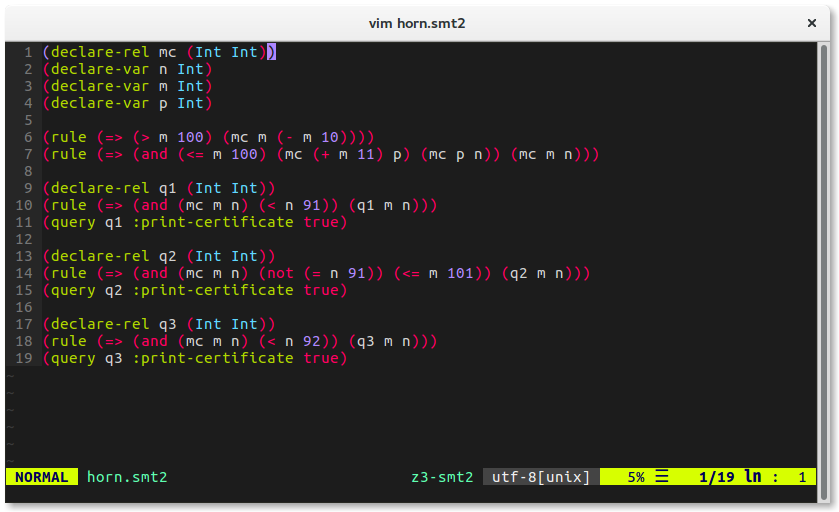 vim horn.smt2
×
1 (declare-rel mc (Int Int))
2 (declare-var n Int)
3 (declare-var m Int)
4 (declare-var p Int)
5
6 (rule (=> (> m 100) (mc m (- m 10))))
7 (rule (=> (and (<= m 100) (mc (+ m 11) p) (mc p n)) (mc m n)))
8
9 (declare-rel q1 (Int Int))
10 (rule (=> (and (mc m n) (< n 91)) (q1 m n)))
11 (query q1 :print-certificate true)
12
13 (declare-rel q2 (Int Int))
14 (rule (=> (and (mc m n) (not (= n 91)) (<= m 101)) (q2 m n)))
15 (query q2 :print-certificate true)
16
17 (declare-rel q3 (Int Int))
18 (rule (=> (and (mc m n) (< n 92)) (q3 m n)))
19 (query q3 :print-certificate true)
~
~
~
~
~
~
NORMAL horn.smt2 z3-smt2 utf-8[unix] 5% ☰ 1/19 ln : 1